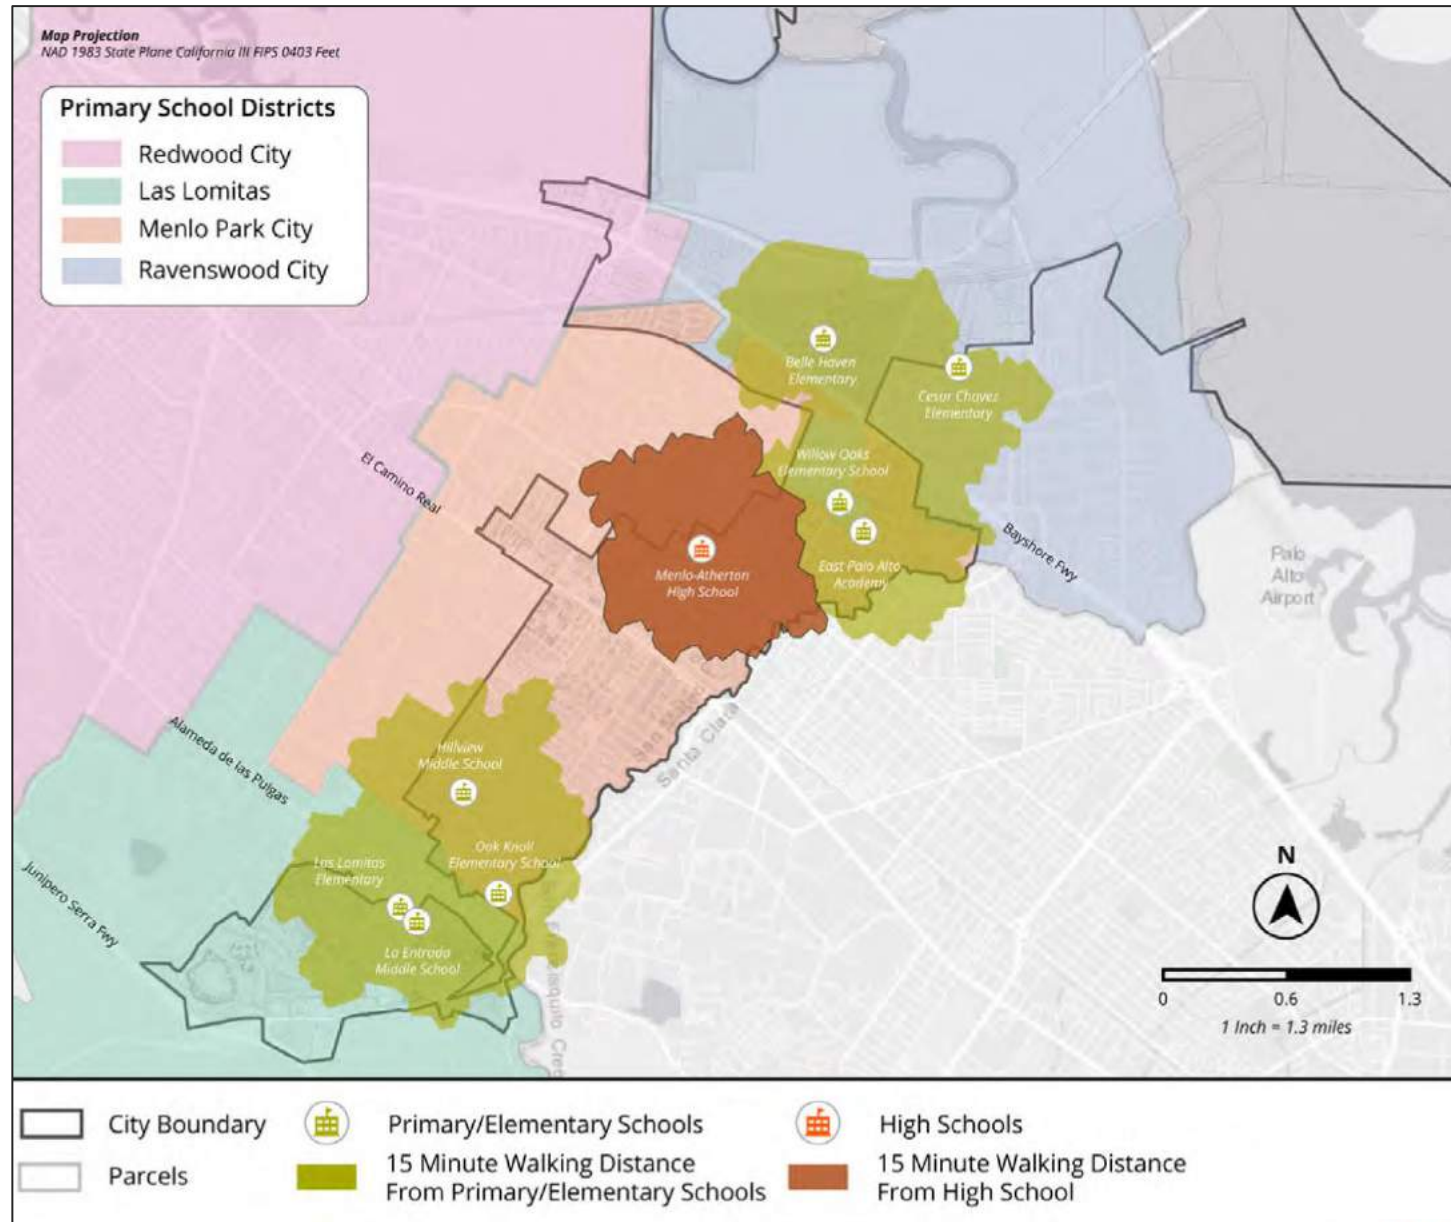 Map Projection
NAD 1983 State Plane California III FIPS 0403 Feet
Primary School Districts
Redwood City
Las Lomitas
Menlo Park City
Ravenswood City
Belle Haven
Elementary
Cesar Chavez
Elementary
Willow Oaks
Elementary School
El Camino Real
East Palo Alto
Academy
Bayshore Fwy
Menlo-Atherton
High School
Palo
Alto
Airport
Santa Clara
Alameda de las Pulgas
Hillview
Middle School
Oak Knoll
Elementary School
Las Lomitas
Elementary
Junipero Serra Fwy
La Entrada
Middle School
N
0 0.6 1.3
1 Inch = 1.3 miles
City Boundary
Primary/Elementary Schools
High Schools
Parcels
15 Minute Walking Distance
From Primary/Elementary Schools
15 Minute Walking Distance
From High School